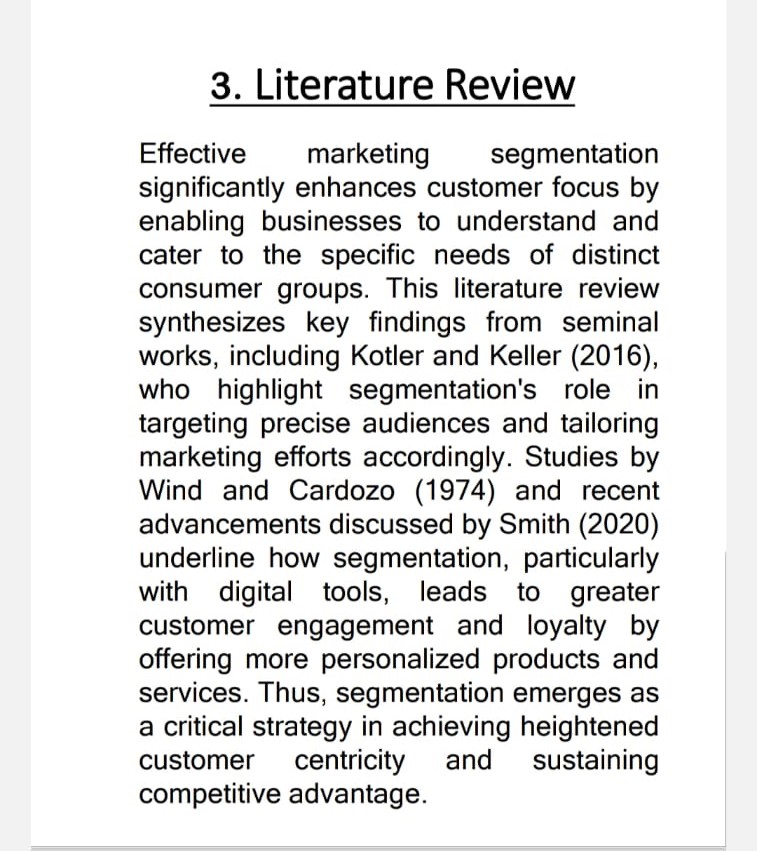 3. Literature Review
Effective marketing segmentation
significantly enhances customer focus by
enabling businesses to understand and
cater to the specific needs of distinct
consumer groups. This literature review
synthesizes key findings from seminal
works, including Kotler and Keller (2016),
who highlight segmentation's role in
targeting precise audiences and tailoring
marketing efforts accordingly. Studies by
Wind and Cardozo (1974) and recent
advancements discussed by Smith (2020)
underline how segmentation, particularly
with digital tools, leads to greater
customer engagement and loyalty by
offering more personalized products and
services. Thus, segmentation emerges as
a critical strategy in achieving heightened
customer centricity and sustaining
competitive advantage.